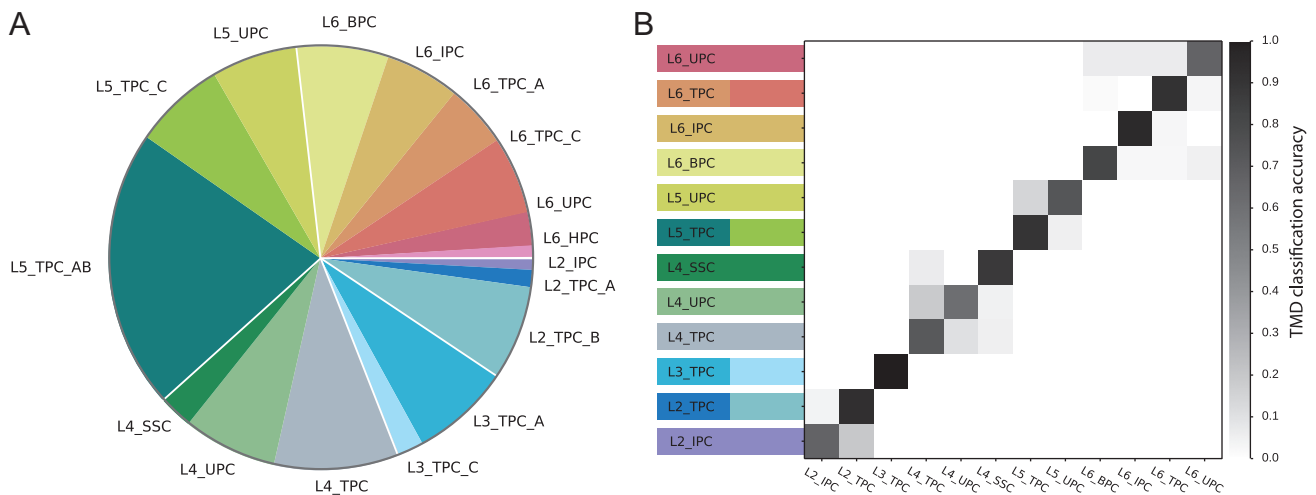 A
L6_BPC
L5_UPC
L6_IPC
L6_TPC_A
L5_TPC_C
L6_TPC_C
L6_UPC
L6_HPC
L5_TPC_AB
L2_IPC
L2_TPC_A
L2_TPC_B
L3_TPC_A
L4_SSC
L4_UPC
L3_TPC_C
L4_TPC
B
L6_UPC
L6_TPC
L6_IPC
L6_BPC
L5_UPC
L5_TPC
L4_SSC
L4_UPC
L4_TPC
L3_TPC
L2_TPC
L2_IPC
L2_IPC
L2_TPC
L3_TPC
L4_TPC
L4_UPC
L4_SSC
L5_TPC
L5_UPC
L6_BPC
L6_IPC
L6_TPC
L6_UPC
1.0
0.9
0.8
0.7
0.6
0.5
0.4
0.3
0.2
0.1
0.0
TMD classification accuracy